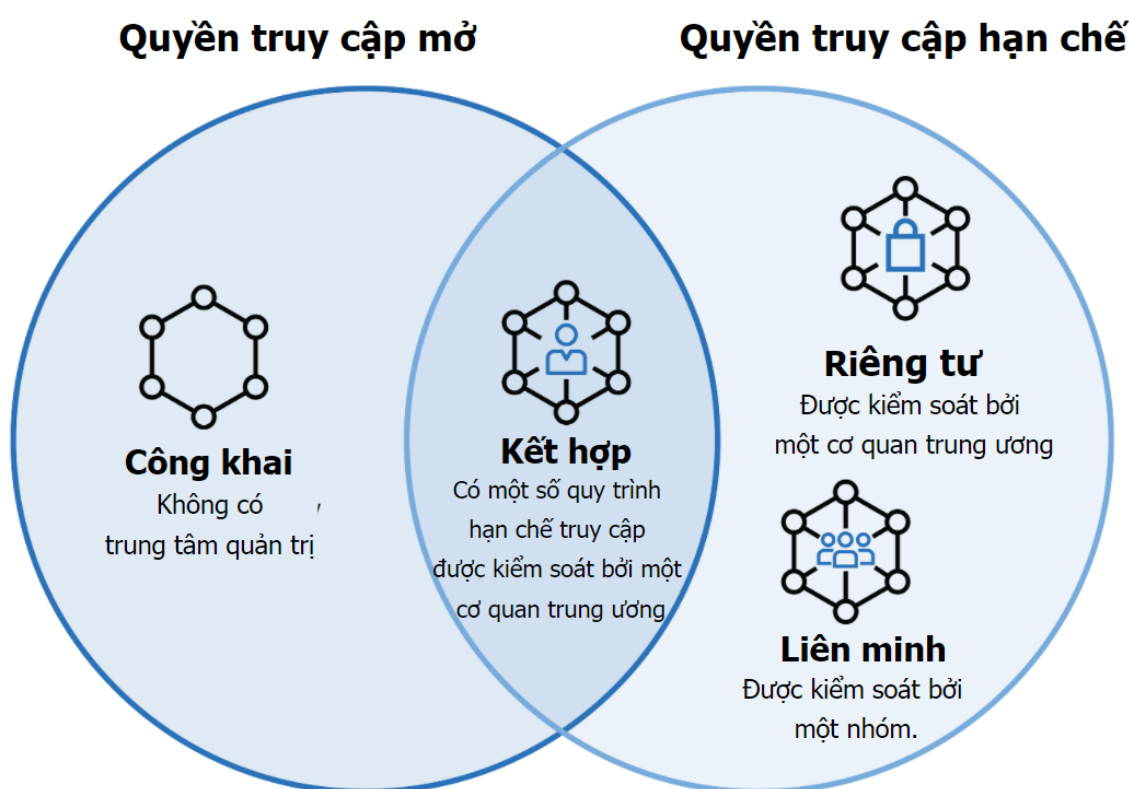 Quyền truy cập mở
Quyền truy cập hạn chế
Công khai
Không có
trung tâm quản trị
Kết hợp
Có một số quy trình
hạn chế truy cập
được kiểm soát bởi một
cơ quan trung ương
Riêng tư
Được kiểm soát bởi
một cơ quan trung ương
Liên minh
Được kiểm soát bởi
một nhóm.